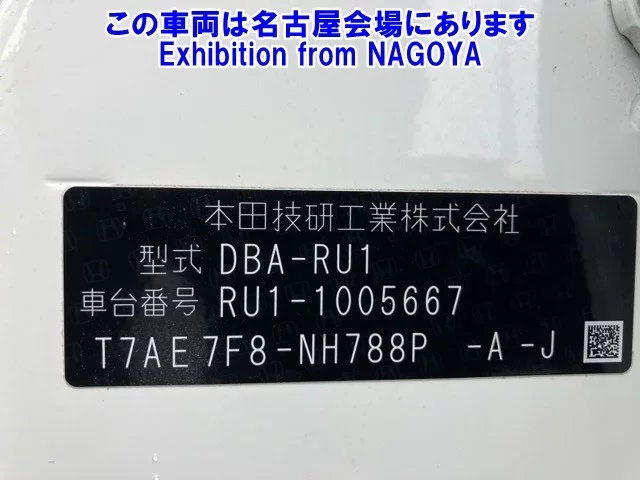 この車両は名古屋会場にあります
Exhibition from NAGOYA
本田技研工業株式会社
型式 DBA-RU1
車台番号 RU1-1005667
T7AE 7F8-NH788P -A -J